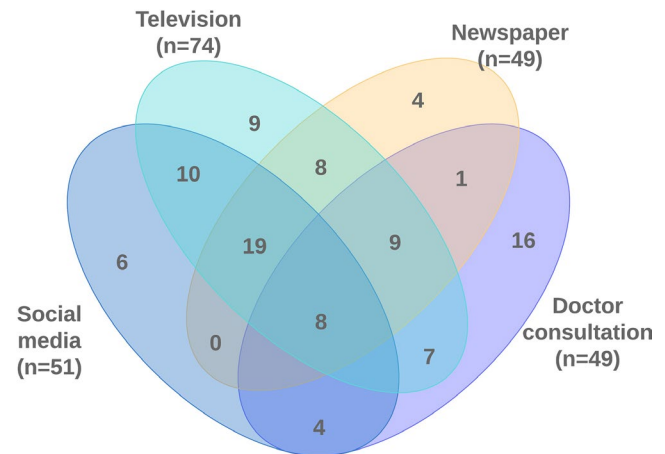 Television
(n=74)
Newspaper
(n=49)
9
4
8
10
1
19
9
16
6
8
0
7
Social
media
(n=51)
Doctor
consultation
(n=49)
4